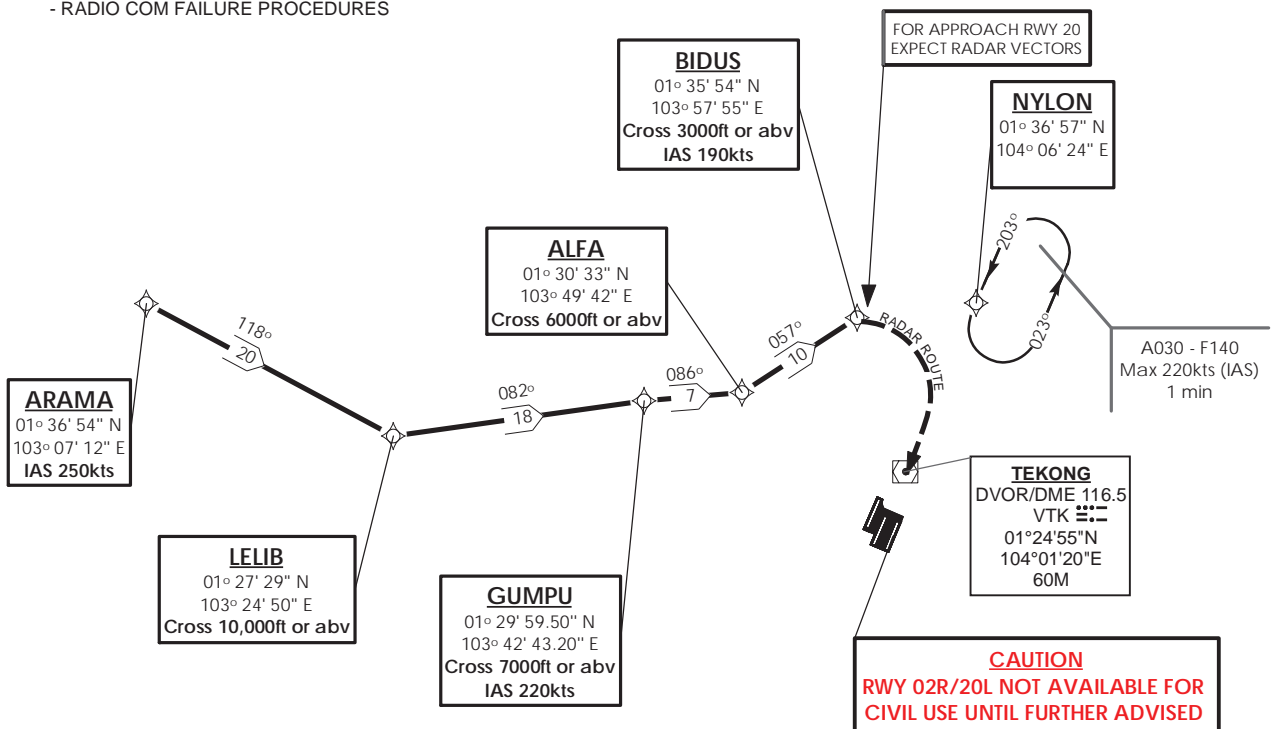 - RADIO COM FAILURE PROCEDURES
FOR APPROACH RWY 20
EXPECT RADAR VECTORS
BIDUS
01° 35' 54" N
103° 57' 55" E
Cross 3000ft or abv
IAS 190kts
NYLON
01° 36' 57" N
104° 06' 24" E
ALFA
01° 30' 33" N
103° 49' 42" E
Cross 6000ft or abv
203°
023°
118°
20
082°
18
086°
7
057°
10
RADAR ROUTE
A030 - F140
Max 220kts (IAS)
1 min
ARAMA
01° 36' 54" N
103° 07' 12" E
IAS 250kts
TEKONG
DVOR/DME 116.5
VTK
01°24'55"N
104°01'20"E
60M
LELIB
01° 27' 29" N
103° 24' 50" E
Cross 10,000ft or abv
GUMPU
01° 29' 59.50" N
103° 42' 43.20" E
Cross 7000ft or abv
IAS 220kts
CAUTION
RWY 02R/20L NOT AVAILABLE FOR
CIVIL USE UNTIL FURTHER ADVISED